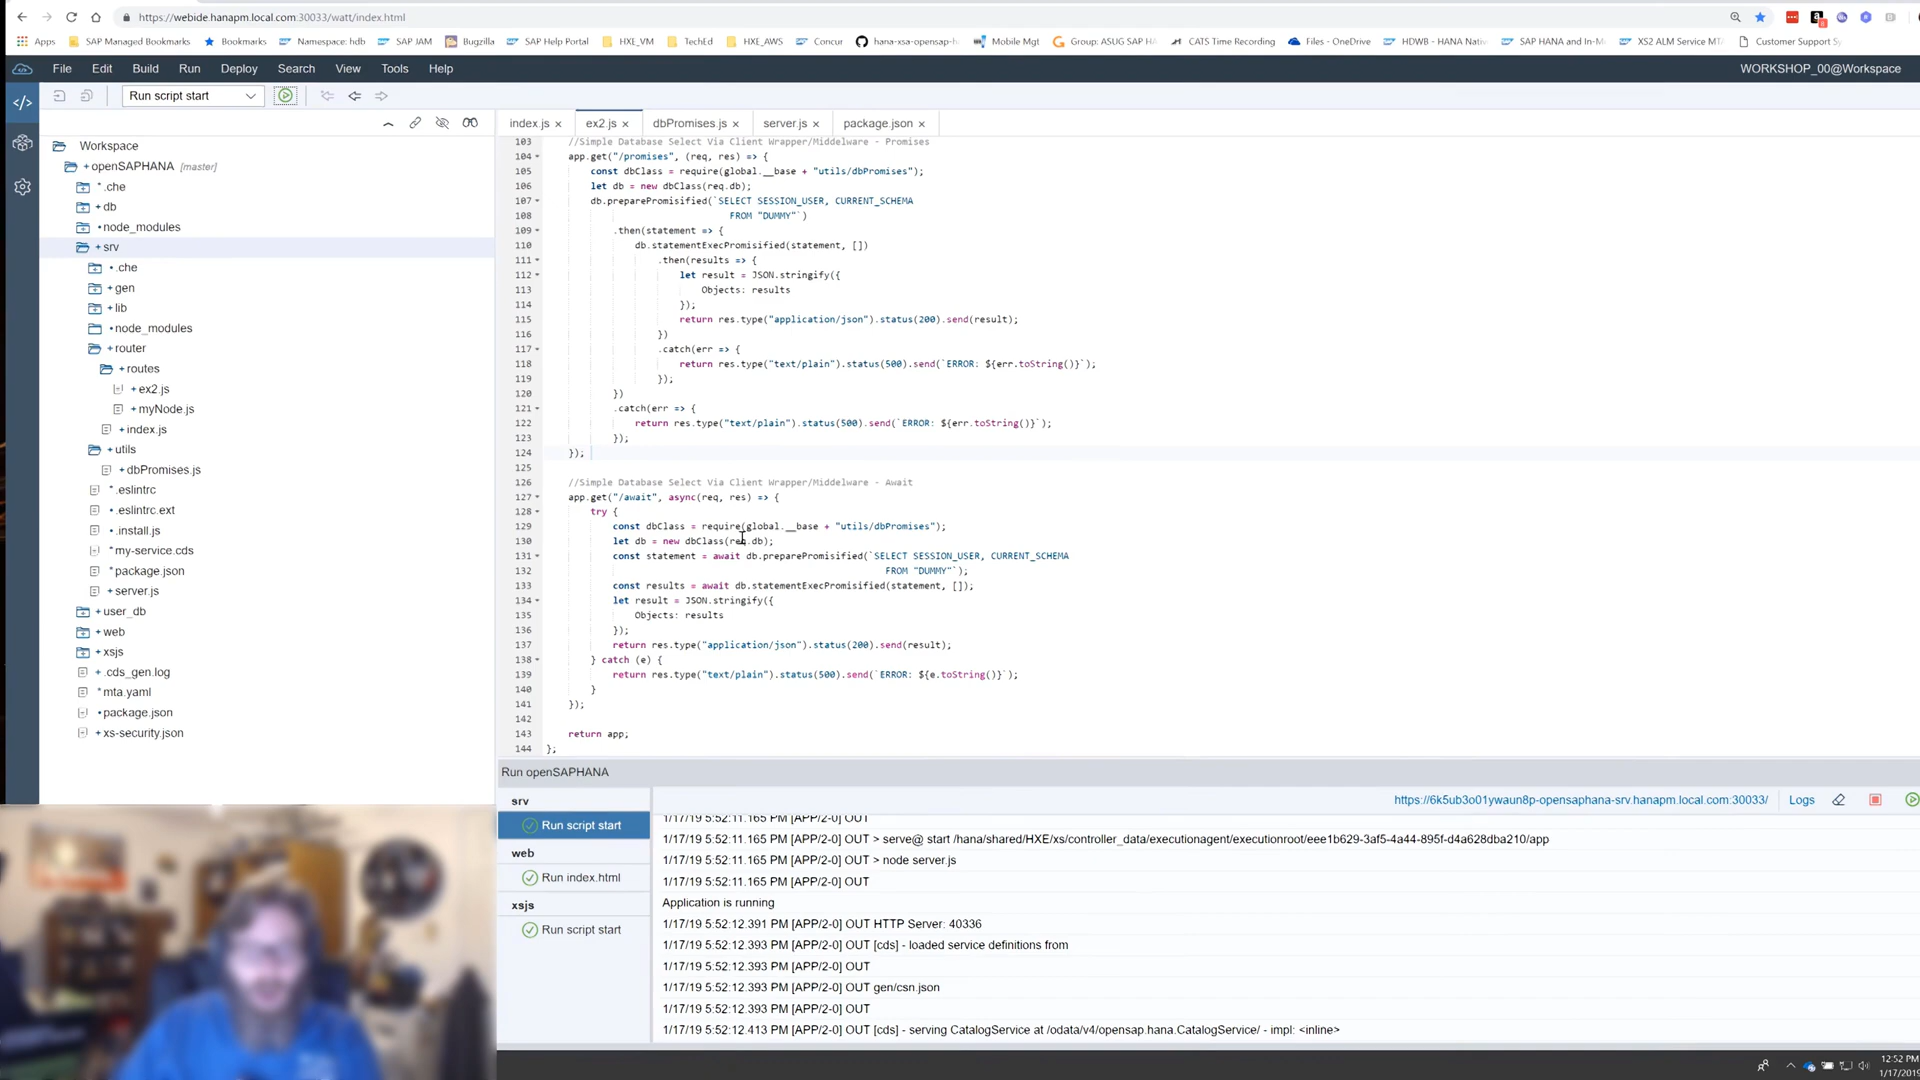 https://webide.hanapm.local.com:30033/watt/index.html
Apps SAP Managed Bookmarks Bookmarks Namespace: hdb SAP JAM Bugzilla SAP Help Portal HXE_VM TechEd HXE_AWS Concur hana-xsa-opensap-h Mobile Mgt Group: ASUG SAP HA CATS Time Recording Files - OneDrive HDWB - HANA Nati SAP HANA and In-M XS2 ALM Service MT Customer Support Sy
File Edit Build Run Deploy Search View Tools Help WORKSHOP_00@Workspace
Run script start
index.js × ex2.js × dbPromises.js × server.js × package.json ×
Workspace
openSAPHANA [master]
.che
db
node_modules
srv
.che
gen
lib
node_modules
router
routes
ex2.js
myNode.js
index.js
utils
dbPromises.js
.eslintrc
.eslintrc.ext
.install.js
my-service.cds
package.json
server.js
user_db
web
xsjs
.cds_gen.log
mta.yaml
package.json
xs-security.json
103 //Simple Database Select Via Client Wrapper/Middelware - Promises
104 app.get("/promises", (req, res) => {
105 const dbClass = require(global.__base + "utils/dbPromises");
106 let db = new dbClass(req.db);
107 db.preparePromisified(`SELECT SESSION_USER, CURRENT_SCHEMA
108 FROM "DUMMY"`)
109 .then(statement => {
110 db.statementExecPromisified(statement, [])
111 .then(results => {
112 let result = JSON.stringify({
113 Objects: results
114 });
115 return res.type("application/json").status(200).send(result);
116 })
117 .catch(err => {
118 return res.type("text/plain").status(500).send(`ERROR: ${err.toString()}`);
119 });
120 })
121 .catch(err => {
122 return res.type("text/plain").status(500).send(`ERROR: ${err.toString()}`);
123 });
124 });
125
126 //Simple Database Select Via Client Wrapper/Middelware - Await
127 app.get("/await", async(req, res) => {
128 try {
129 const dbClass = require(global.__base + "utils/dbPromises");
130 let db = new dbClass(req.db);
131 const statement = await db.preparePromisified(`SELECT SESSION_USER, CURRENT_SCHEMA
132 FROM "DUMMY"`);
133 const results = await db.statementExecPromisified(statement, []);
134 let result = JSON.stringify({
135 Objects: results
136 });
137 return res.type("application/json").status(200).send(result);
138 } catch (e) {
139 return res.type("text/plain").status(500).send(`ERROR: ${e.toString()}`);
140 }
141 });
142
143 return app;
144 };
Run openSAPHANA
srv
Run script start
web
Run index.html
xsjs
Run script start
https://6k5ub3o01ywaun8p-opensaphana-srv.hanapm.local.com:30033/ Logs
1/17/19 5:52:11.165 PM [APP/2-0] OUT
1/17/19 5:52:11.165 PM [APP/2-0] OUT > serve@ start /hana/shared/HXE/xs/controller_data/executionagent/executionroot/eee1b629-3af5-4a44-895f-d4a628dba210/app
1/17/19 5:52:11.165 PM [APP/2-0] OUT > node server.js
1/17/19 5:52:11.165 PM [APP/2-0] OUT
Application is running
1/17/19 5:52:12.391 PM [APP/2-0] OUT HTTP Server: 40336
1/17/19 5:52:12.393 PM [APP/2-0] OUT [cds] - loaded service definitions from
1/17/19 5:52:12.393 PM [APP/2-0] OUT
1/17/19 5:52:12.393 PM [APP/2-0] OUT gen/csn.json
1/17/19 5:52:12.393 PM [APP/2-0] OUT
1/17/19 5:52:12.413 PM [APP/2-0] OUT [cds] - serving CatalogService at /odata/v4/opensap.hana.CatalogService/ - impl: <inline>
12:52 PM
1/17/2019